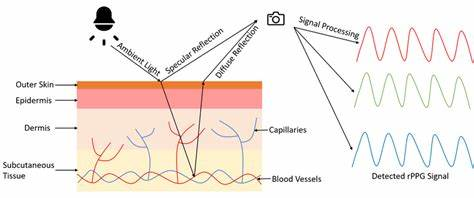 Ambient Light
Specular Reflection
Diffuse Reflection
Signal Processing
Outer Skin
Epidermis
Dermis
Capillaries
Subcutaneous
Tissue
Blood Vessels
Detected rPPG Signal